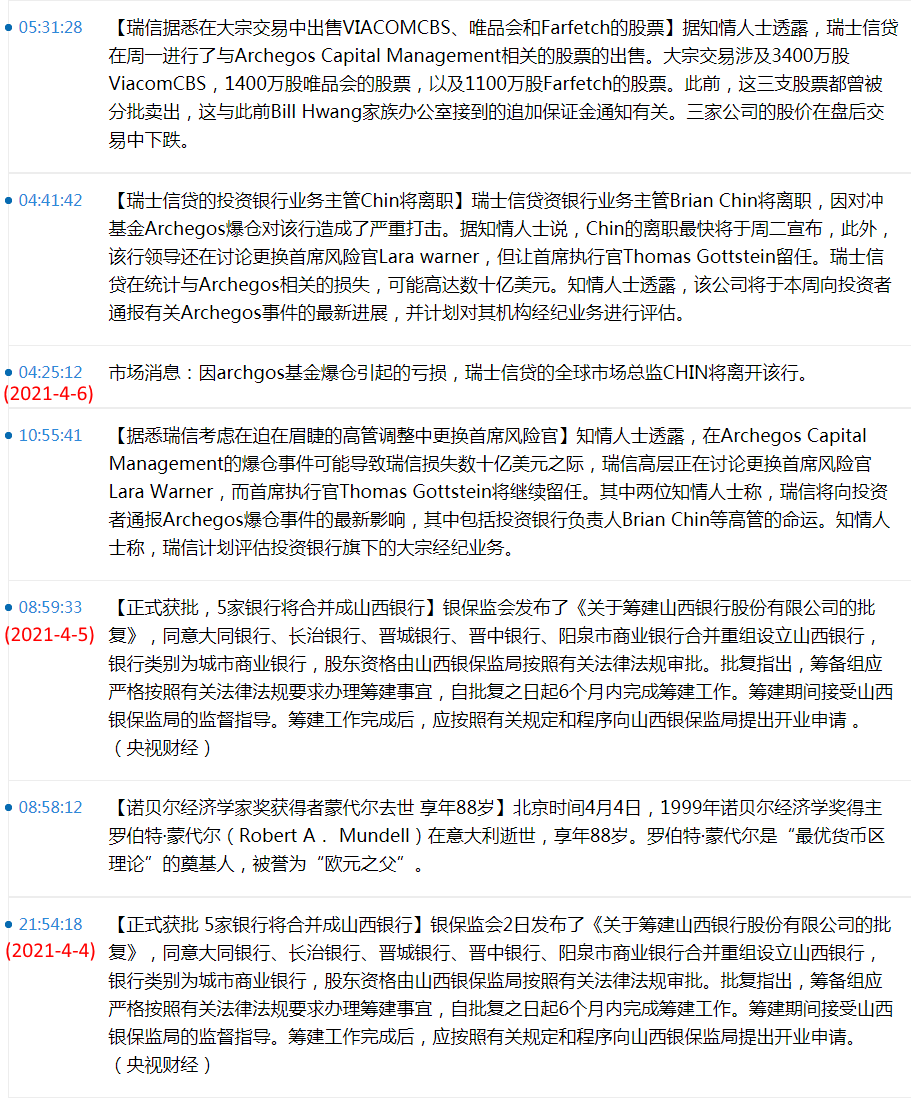 05:31:28 【瑞信据悉在大宗交易中出售VIACOMCBS、唯品会和Farfetch的股票】据知情人士透露，瑞士信贷
在周一进行了与Archegos Capital Management相关的股票的出售。大宗交易涉及3400万股
ViacomCBS，1400万股唯品会的股票，以及1100万股Farfetch的股票。此前，这三支股票都曾被
分批卖出，这与此前Bill Hwang家族办公室接到的追加保证金通知有关。三家公司的股价在盘后交
易中下跌。
04:41:42 【瑞士信贷的投资银行业务主管Chin将离职】瑞士信贷资银行业务主管Brian Chin将离职，因对冲
基金Archegos爆仓对该行造成了严重打击。据知情人士说，Chin的离职最快将于周二宣布，此外，
该行领导还在讨论更换首席风险官Lara warner，但让首席执行官Thomas Gottstein留任。瑞士信
贷在统计与Archegos相关的损失，可能高达数十亿美元。知情人士透露，该公司将于本周向投资者
通报有关Archegos事件的最新进展，并计划对其机构经纪业务进行评估。
04:25:12 市场消息：因archgos基金爆仓引起的亏损，瑞士信贷的全球市场总监CHIN将离开该行。
(2021-4-6)
10:55:41 【据悉瑞信考虑在迫在眉睫的高管调整中更换首席风险官】知情人士透露，在Archegos Capital
Management的爆仓事件可能导致瑞信损失数十亿美元之际，瑞信高层正在讨论更换首席风险官
Lara Warner，而首席执行官Thomas Gottstein将继续留任。其中两位知情人士称，瑞信将向投资
者通报Archegos爆仓事件的最新影响，其中包括投资银行负责人Brian Chin等高管的命运。知情人
士称，瑞信计划评估投资银行旗下的大宗经纪业务。
08:59:33 【正式获批，5家银行将合并成山西银行】银保监会发布了《关于筹建山西银行股份有限公司的批
(2021-4-5) 复》，同意大同银行、长治银行、晋城银行、晋中银行、阳泉市商业银行合并重组设立山西银行，
银行类别为城市商业银行，股东资格由山西银保监局按照有关法律法规审批。批复指出，筹备组应
严格按照有关法律法规要求办理筹建事宜，自批复之日起6个月内完成筹建工作。筹建期间接受山西
银保监局的监督指导。筹建工作完成后，应按照有关规定和程序向山西银保监局提出开业申请 。
（央视财经）
08:58:12 【诺贝尔经济学家奖获得者蒙代尔去世 享年88岁】北京时间4月4日，1999年诺贝尔经济学奖得主
罗伯特·蒙代尔（Robert A． Mundell）在意大利逝世，享年88岁。罗伯特·蒙代尔是“最优货币区
理论”的奠基人，被誉为“欧元之父”。
21:54:18 【正式获批 5家银行将合并成山西银行】银保监会2日发布了《关于筹建山西银行股份有限公司的批
(2021-4-4) 复》，同意大同银行、长治银行、晋城银行、晋中银行、阳泉市商业银行合并重组设立山西银行，
银行类别为城市商业银行，股东资格由山西银保监局按照有关法律法规审批。批复指出，筹备组应
严格按照有关法律法规要求办理筹建事宜，自批复之日起6个月内完成筹建工作。筹建期间接受山西
银保监局的监督指导。筹建工作完成后，应按照有关规定和程序向山西银保监局提出开业申请。
（央视财经）